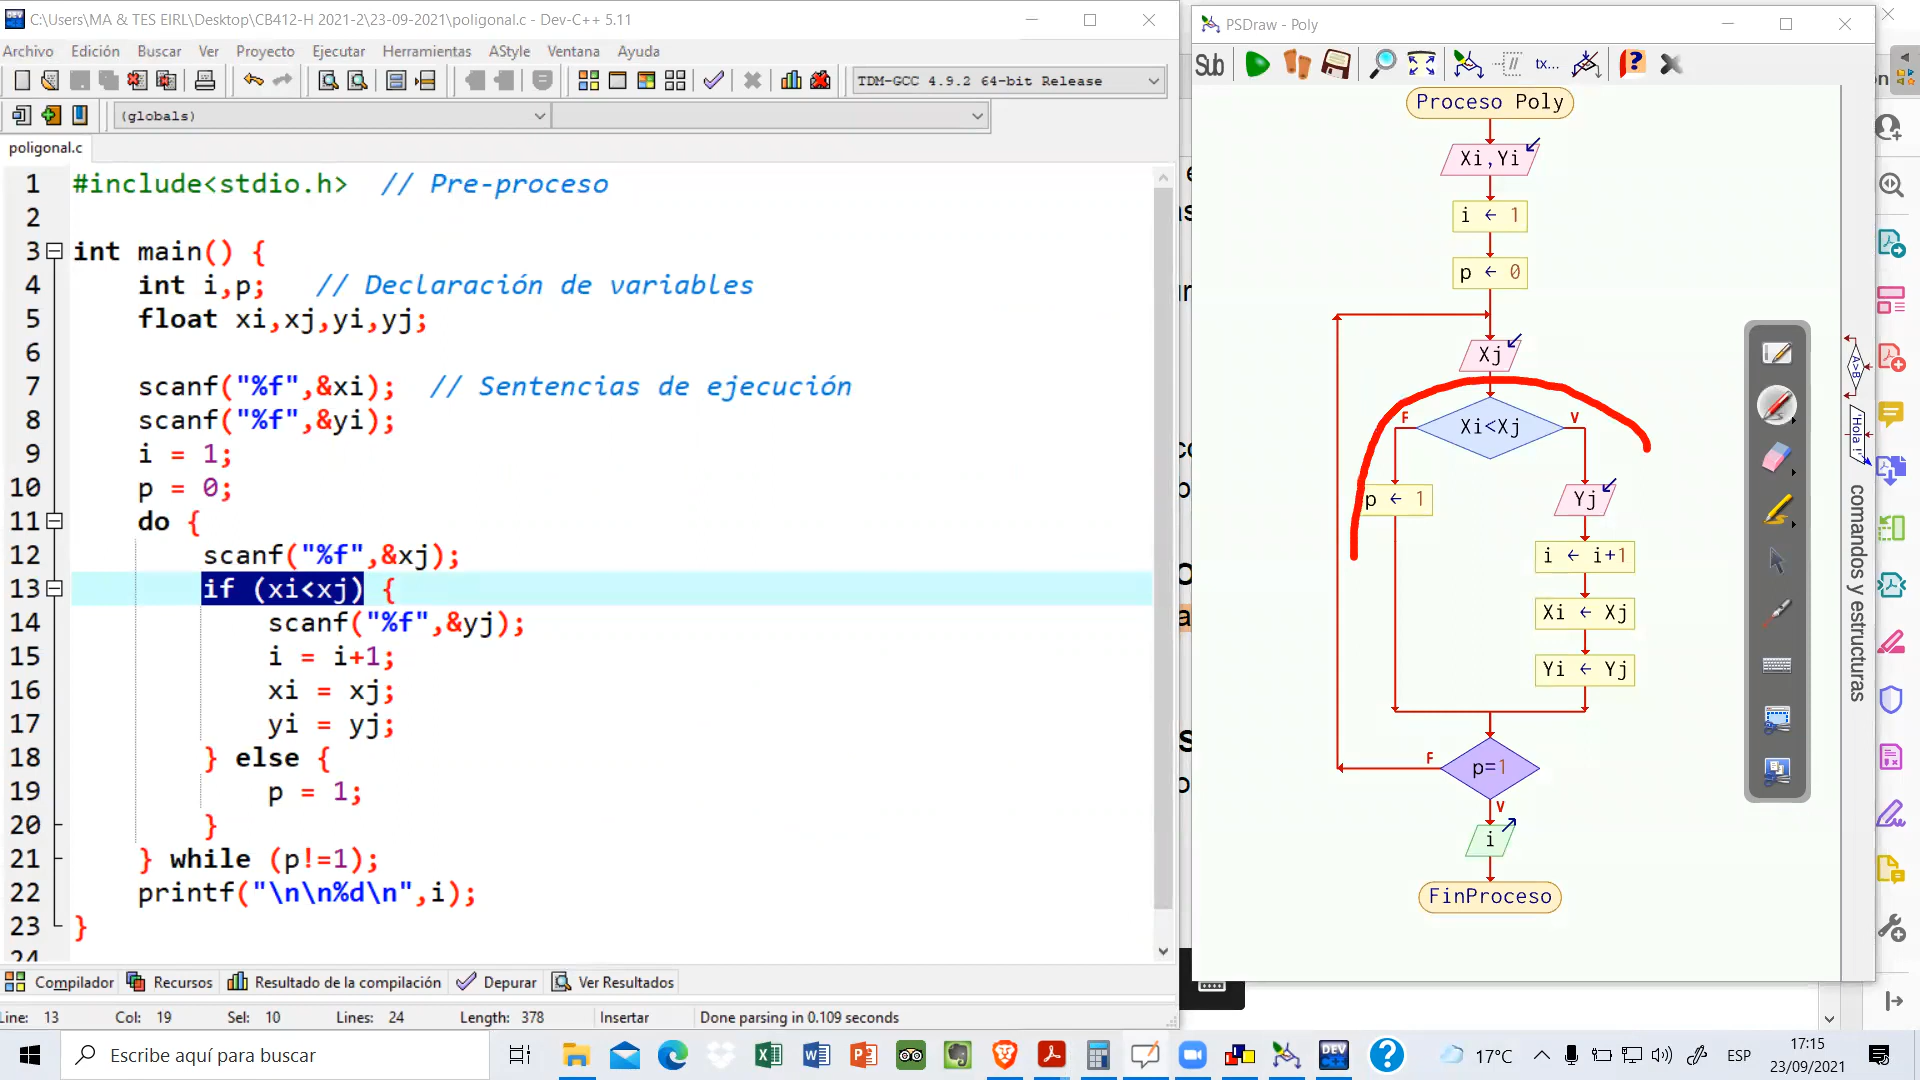 C:\Users\MA & TES EIRL\Desktop\CB412-H 2021-2\23-09-2021\poligonal.c - Dev-C++ 5.11
Archivo Edición Buscar Ver Proyecto Ejecutar Herramientas AStyle Ventana Ayuda
TDM-GCC 4.9.2 64-bit Release
(globals)
poligonal.c
1 #include<stdio.h> // Pre-proceso
2
3 int main() {
4 int i,p; // Declaración de variables
5 float xi,xj,yi,yj;
6
7 scanf("%f",&xi); // Sentencias de ejecución
8 scanf("%f",&yi);
9 i = 1;
10 p = 0;
11 do {
12 scanf("%f",&xj);
13 if (xi<xj) {
14 scanf("%f",&yj);
15 i = i+1;
16 xi = xj;
17 yi = yj;
18 } else {
19 p = 1;
20 }
21 } while (p!=1);
22 printf("\n\n%d\n",i);
23 }
24
Compilador Recursos Resultado de la compilación Depurar Ver Resultados
Line: 13 Col: 19 Sel: 10 Lines: 24 Length: 378 Insertar Done parsing in 0.109 seconds
PSDraw - Poly
Sub
Proceso Poly
Xi,Yi
i ← 1
p ← 0
Xj
F Xi<Xj V
p ← 1 Yj
i ← i+1
Xi ← Xj
Yi ← Yj
F p=1
V
i
FinProceso
A>B
'Hola !'
comandos y estructuras
Escribe aquí para buscar
17°C ESP 17:15
23/09/2021